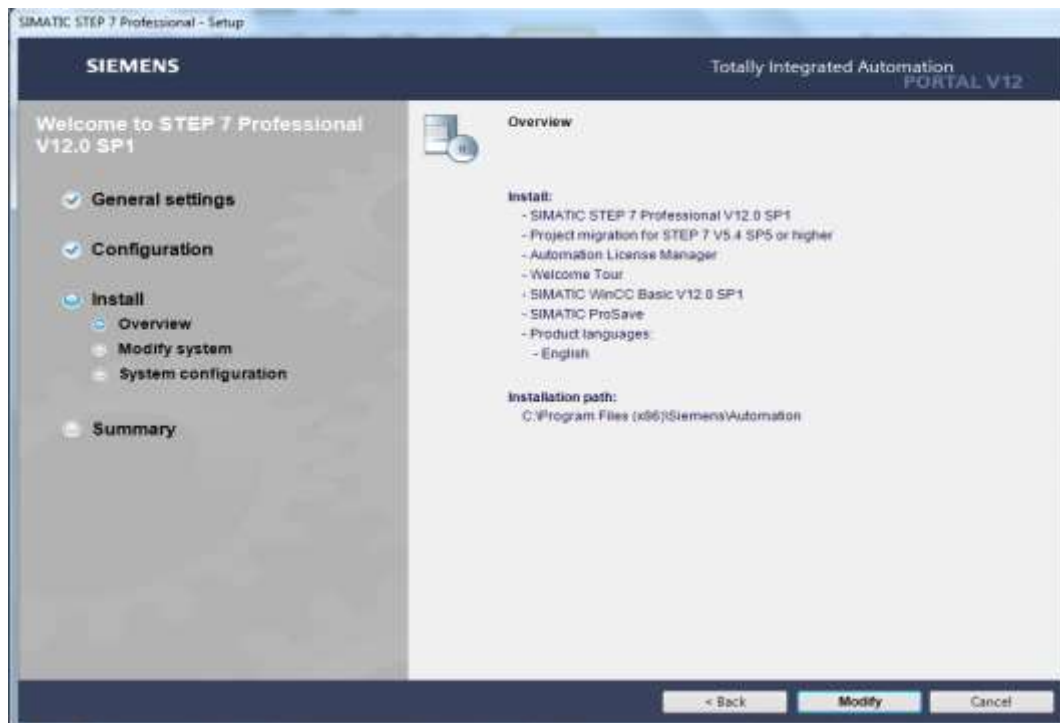 SIMATIC STEP 7 Professional - Setup
SIEMENS
Totally Integrated Automation
PORTAL V12
Welcome to STEP 7 Professional
V12.0 SP1
General settings
Configuration
Install
Overview
Modify system
System configuration
Summary
Overview
Install:
- SIMATIC STEP 7 Professional V12.0 SP1
- Project migration for STEP 7 V5.4 SP5 or higher
- Automation License Manager
- Welcome Tour
- SIMATIC WinCC Basic V12.0 SP1
- SIMATIC ProSave
- Product languages:
- English
Installation path:
C:\Program Files (x86)\Siemens\Automation
< Back
Modify
Cancel